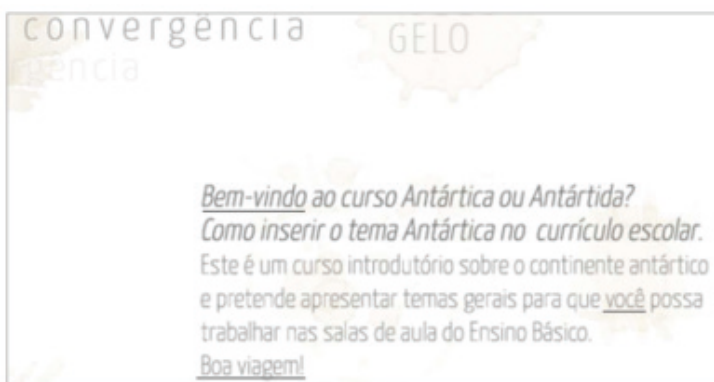 convergência
GELO
gência
Bem-vindo ao curso Antártica ou Antártida?
Como inserir o tema Antártica no currículo escolar.
Este é um curso introdutório sobre o continente antártico
e pretende apresentar temas gerais para que você possa
trabalhar nas salas de aula do Ensino Básico.
Boa viagem!